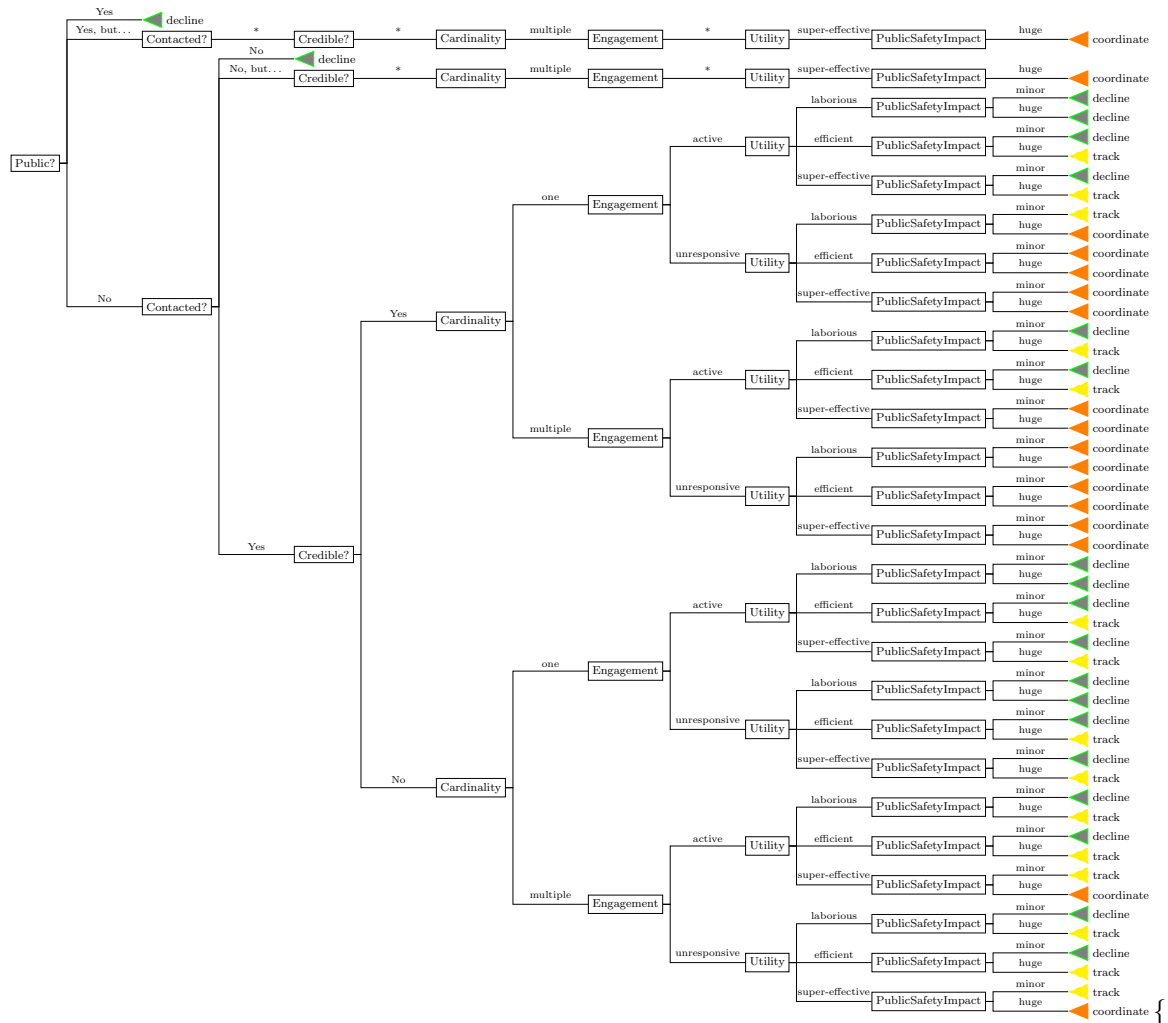 Yes
decline
Yes, but...
Contacted?
*
Credible?
*
Cardinality
multiple
Engagement
*
Utility
super-effective
PublicSafetyImpact
huge
coordinate
No
decline
No, but...
Credible?
*
Cardinality
multiple
Engagement
*
Utility
super-effective
PublicSafetyImpact
huge
coordinate
Public?
No
Contacted?
Yes
Credible?
Yes
Cardinality
one
Engagement
active
Utility
laborious
PublicSafetyImpact
minor
decline
huge
decline
efficient
PublicSafetyImpact
minor
decline
huge
track
super-effective
PublicSafetyImpact
minor
decline
huge
track
unresponsive
Utility
laborious
PublicSafetyImpact
minor
track
huge
coordinate
efficient
PublicSafetyImpact
minor
coordinate
huge
coordinate
super-effective
PublicSafetyImpact
minor
coordinate
huge
coordinate
multiple
Engagement
active
Utility
laborious
PublicSafetyImpact
minor
decline
huge
track
efficient
PublicSafetyImpact
minor
decline
huge
track
super-effective
PublicSafetyImpact
minor
coordinate
huge
coordinate
unresponsive
Utility
laborious
PublicSafetyImpact
minor
coordinate
huge
coordinate
efficient
PublicSafetyImpact
minor
coordinate
huge
coordinate
super-effective
PublicSafetyImpact
minor
coordinate
huge
coordinate
No
Cardinality
one
Engagement
active
Utility
laborious
PublicSafetyImpact
minor
decline
huge
decline
efficient
PublicSafetyImpact
minor
decline
huge
track
super-effective
PublicSafetyImpact
minor
decline
huge
track
unresponsive
Utility
laborious
PublicSafetyImpact
minor
decline
huge
decline
efficient
PublicSafetyImpact
minor
decline
huge
track
super-effective
PublicSafetyImpact
minor
decline
huge
track
multiple
Engagement
active
Utility
laborious
PublicSafetyImpact
minor
decline
huge
track
efficient
PublicSafetyImpact
minor
decline
huge
track
super-effective
PublicSafetyImpact
minor
track
huge
coordinate
unresponsive
Utility
laborious
PublicSafetyImpact
minor
decline
huge
track
efficient
PublicSafetyImpact
minor
decline
huge
track
super-effective
PublicSafetyImpact
minor
track
huge
coordinate {